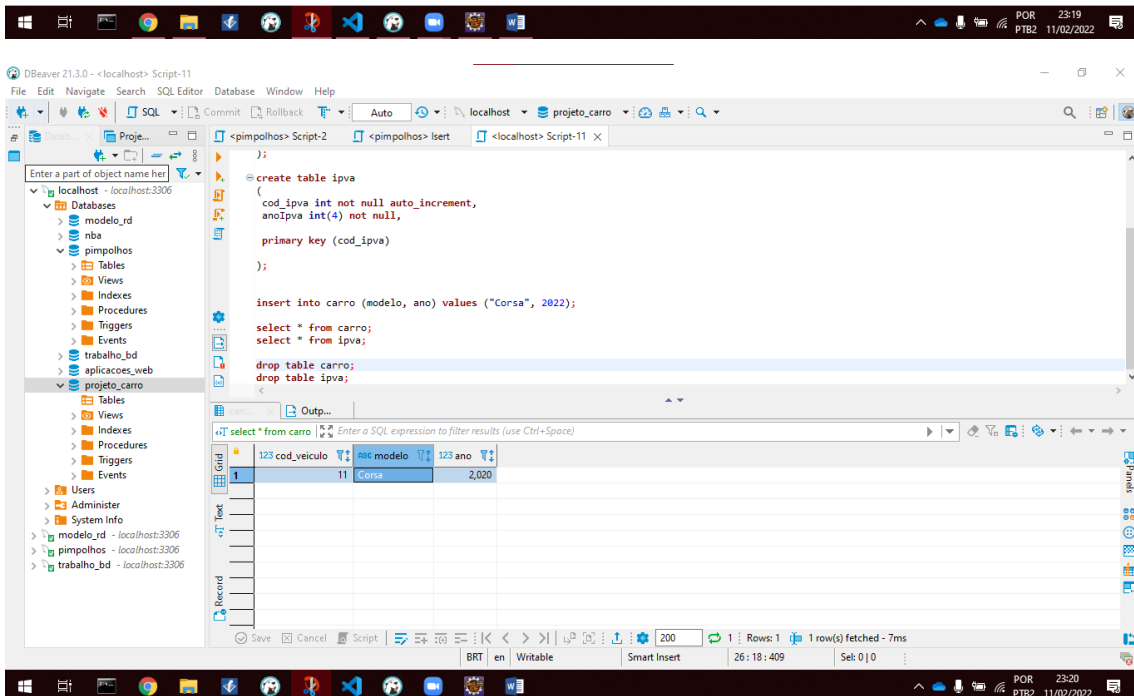 POR 23:19
PTB2 11/02/2022
DBeaver 21.3.0 - <localhost> Script-11
File Edit Navigate Search SQL Editor Database Window Help
SQL Commit Rollback Auto localhost projeto_carro
Datab... Proje... <pimpolhos> Script-2 <pimpolhos> Isert <localhost> Script-11
Enter a part of object name her
localhost - localhost:3306
Databases
modelo_rd
nba
pimpolhos
Tables
Views
Indexes
Procedures
Triggers
Events
trabalho_bd
aplicacoes_web
projeto_carro
Tables
Views
Indexes
Procedures
Triggers
Events
Users
Administer
System Info
modelo_rd - localhost:3306
pimpolhos - localhost:3306
trabalho_bd - localhost:3306
);
create table ipva
(
cod_ipva int not null auto_increment,
anoIpva int(4) not null,
primary key (cod_ipva)
);
insert into carro (modelo, ano) values ("Corsa", 2022);
select * from carro;
select * from ipva;
drop table carro;
drop table ipva;
Outp...
select * from carro Enter a SQL expression to filter results (use Ctrl+Space)
Grid
Text
Record
123 cod_veiculo ABC modelo 123 ano
1 11 Corsa 2,020
Panels
Save Cancel Script 200 1 Rows: 1 1 row(s) fetched - 7ms
BRT en Writable Smart Insert 26 : 18 : 409 Sel: 0 | 0
POR 23:20
PTB2 11/02/2022